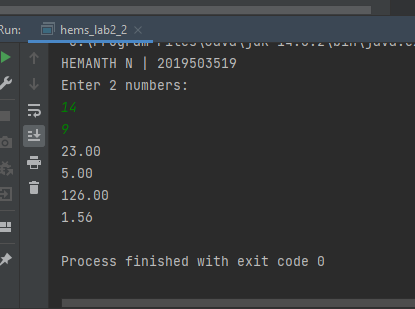 Run: hems_lab2_2
HEMANTH N | 2019503519
Enter 2 numbers:
14
9
23.00
5.00
126.00
1.56
Process finished with exit code 0